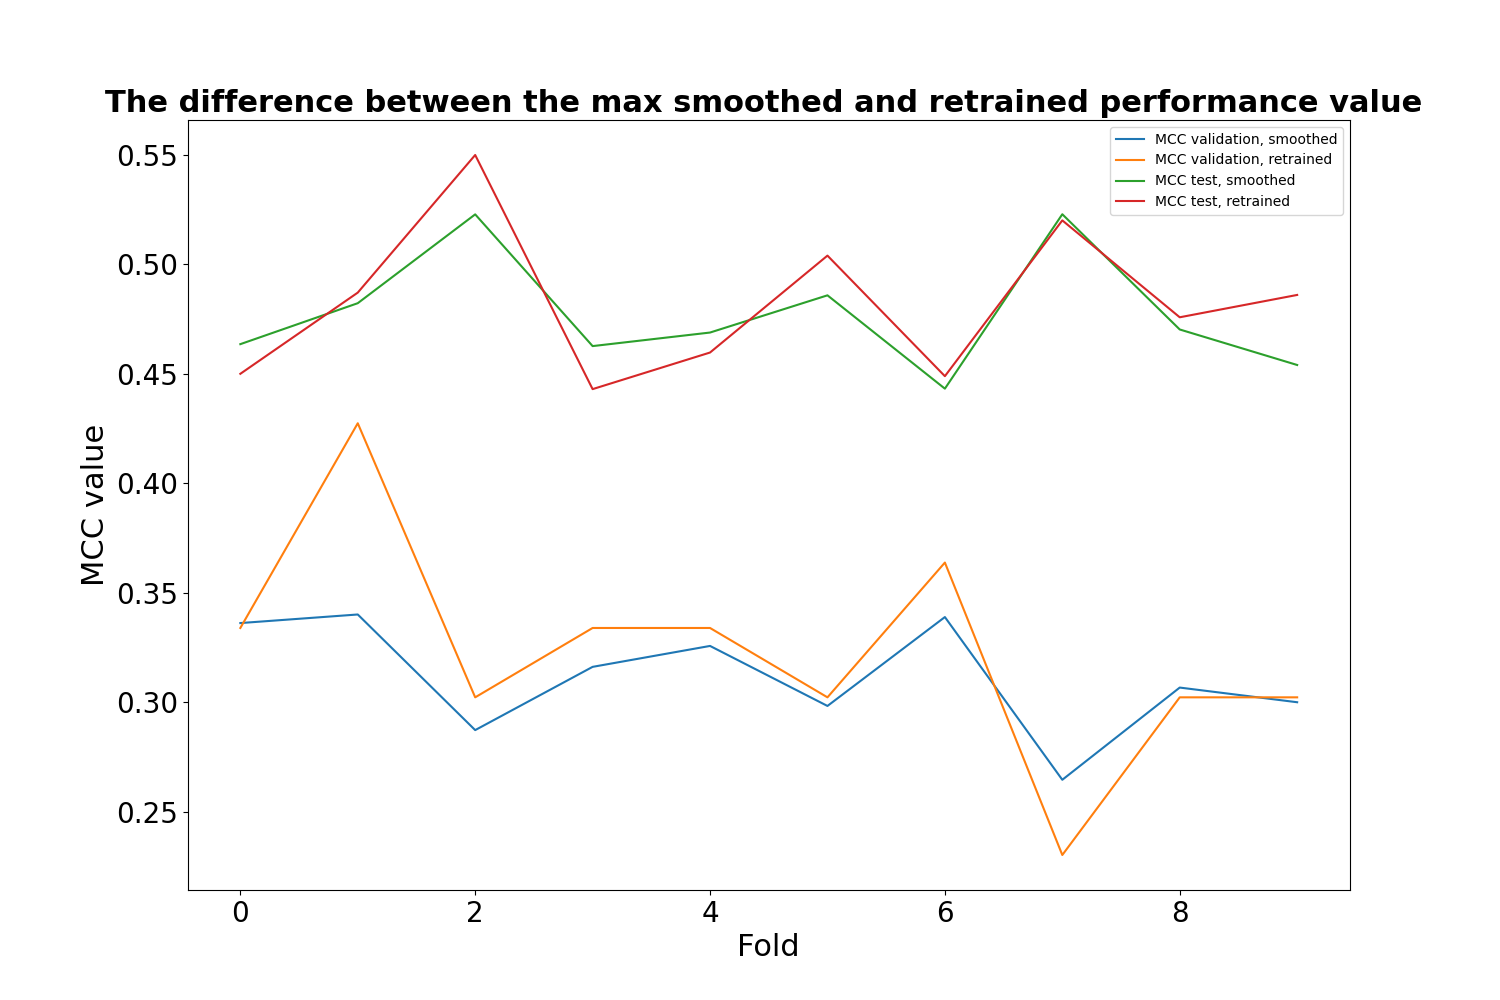 The difference between the max smoothed and retrained performance value
MCC validation, smoothed
MCC validation, retrained
MCC test, smoothed
MCC test, retrained
0.55
0.50
0.45
0.40
0.35
0.30
0.25
MCC value
0 2 4 6 8
Fold